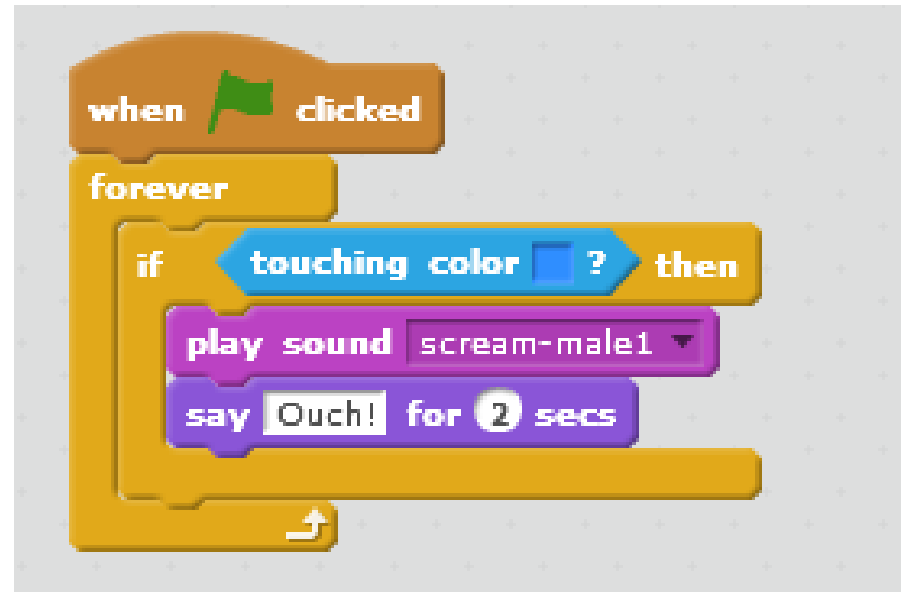 when clicked
forever
if touching color ? then
play sound scream-male1
say Ouch! for 2 secs